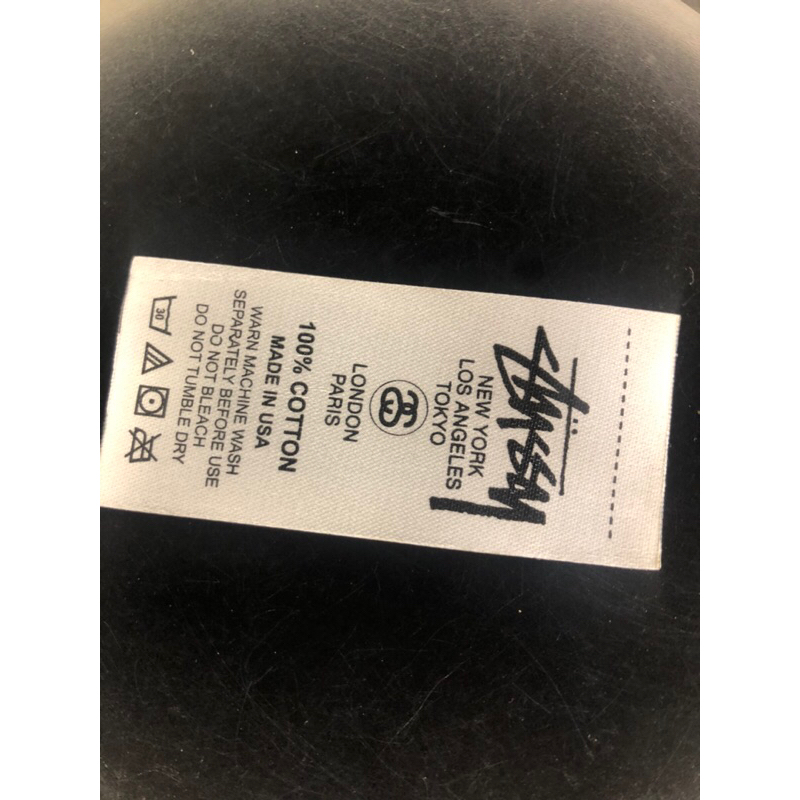 Stüssy
NEW YORK
LOS ANGELES
TOKYO
LONDON
PARIS
100% COTTON
MADE IN USA
WARN MACHINE WASH
SEPARATELY BEFORE USE
DO NOT BLEACH
DO NOT TUMBLE DRY
30